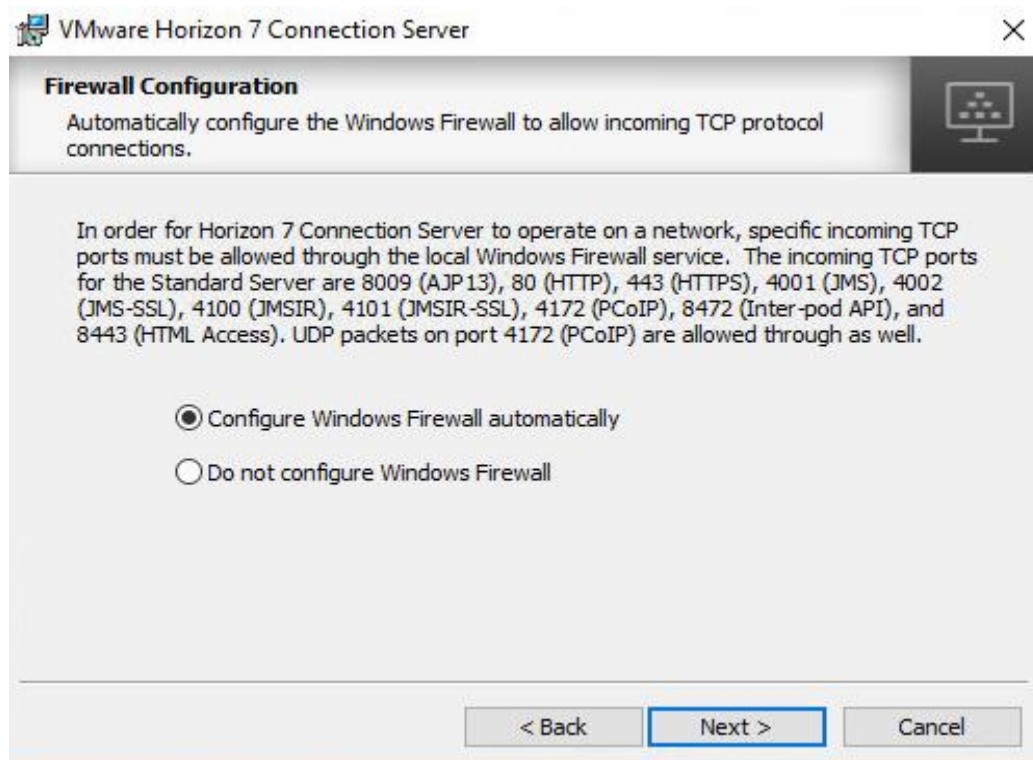 VMware Horizon 7 Connection Server
Firewall Configuration
Automatically configure the Windows Firewall to allow incoming TCP protocol
connections.
In order for Horizon 7 Connection Server to operate on a network, specific incoming TCP
ports must be allowed through the local Windows Firewall service.  The incoming TCP ports
for the Standard Server are 8009 (AJP13), 80 (HTTP), 443 (HTTPS), 4001 (JMS), 4002
(JMS-SSL), 4100 (JMSIR), 4101 (JMSIR-SSL), 4172 (PCoIP), 8472 (Inter-pod API), and
8443 (HTML Access). UDP packets on port 4172 (PCoIP) are allowed through as well.
Configure Windows Firewall automatically
Do not configure Windows Firewall
< Back Next > Cancel